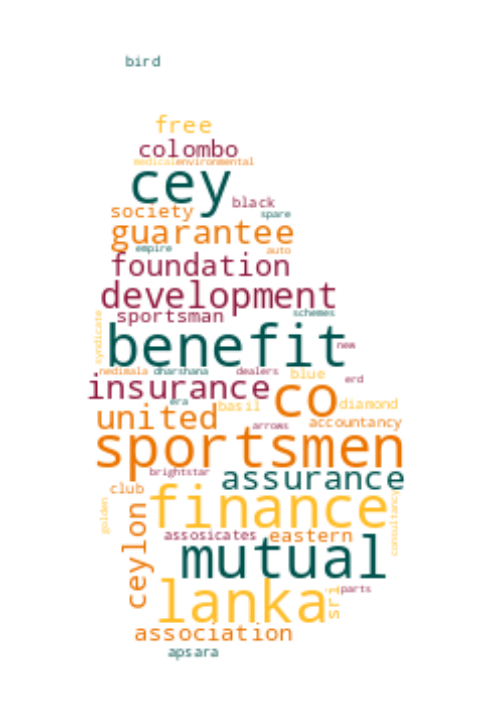 bird
free
colombo
medical environmental
cey
black
society spare
guarantee
empire auto
foundation
development
sportsman schemes
syndicate
benefit new
nedimala dharshana dealers blue erd
insurance co
era basil diamond
united arrows accountancy
sportsmen
brightstar assurance
club finance
golden consultancy
ceylon assosicates eastern
mutual
lanka sri parts
association
apsara